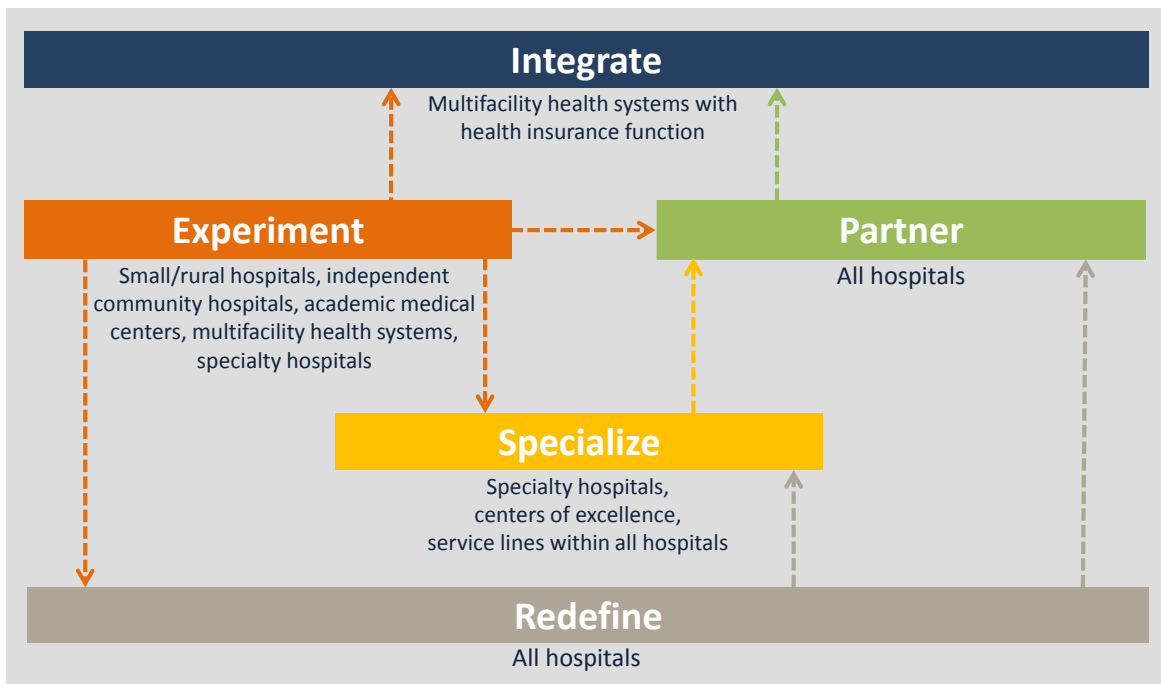 Integrate
Multifacility health systems with
health insurance function
Experiment
Small/rural hospitals, independent
community hospitals, academic medical
centers, multifacility health systems,
specialty hospitals
Partner
All hospitals
Specialize
Specialty hospitals,
centers of excellence,
service lines within all hospitals
Redefine
All hospitals